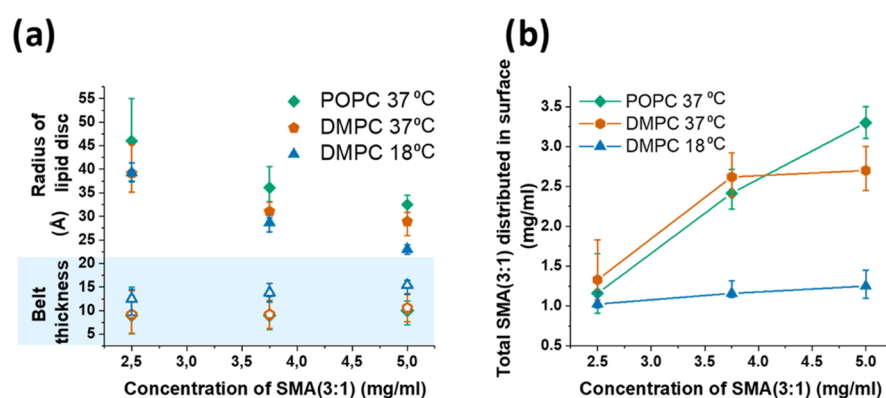 (a)
55
50
45
40
35
30
25
20
15
10
5
Radius of
lipid disc
(Å)
Belt
thickness
POPC 37 ºC
DMPC 37ºC
DMPC 18ºC
2,5 3,0 3,5 4,0 4,5 5,0
Concentration of SMA(3:1) (mg/ml)
(b)
Total SMA(3:1) distributed in surface
(mg/ml)
3.5
3.0
2.5
2.0
1.5
1.0
0.5
POPC 37 ºC
DMPC 37ºC
DMPC 18ºC
2.5 3.0 3.5 4.0 4.5 5.0
Concentration of SMA(3:1) (mg/ml)